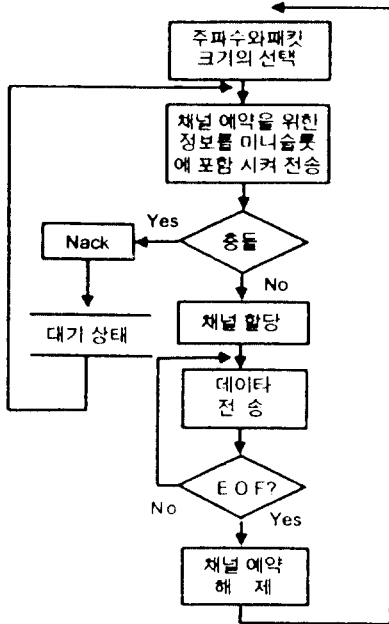 주파수와패킷
크기의 선택
채널 예약을 위한
정보를 미니슬롯
에 포함 시켜 전송
Yes
Nack
충돌
No
대기 상태
채널 할당
데이타
전 송
E O F?
No
Yes
채널 예약
해 제